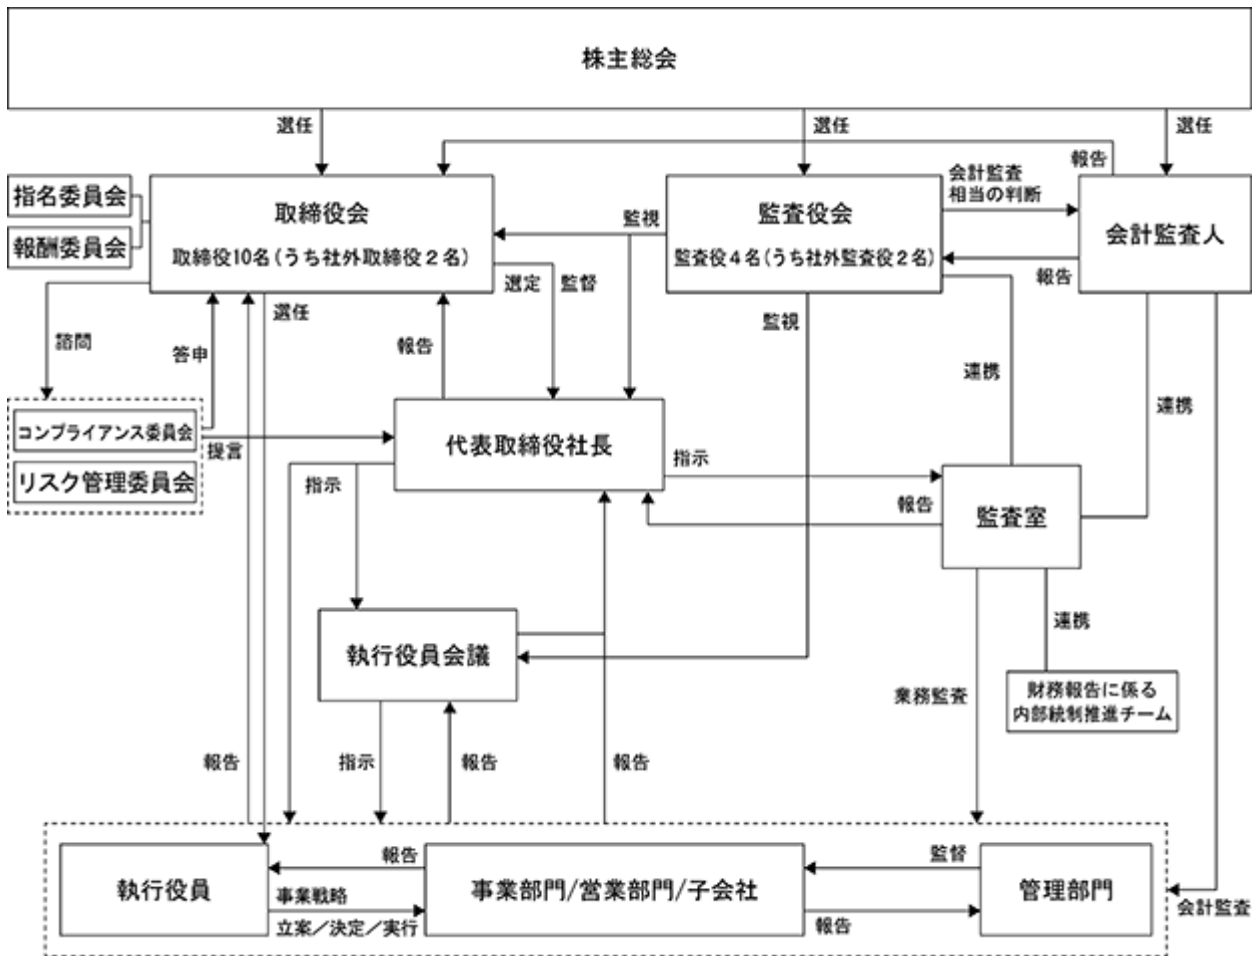 株主総会
選任
選任
選任
報告
指名委員会
報酬委員会
取締役会
取締役10名(うち社外取締役２名)
監視
監査役会
監査役４名(うち社外監査役２名)
会計監査
相当の判断
報告
会計監査人
諮問
答申
選任
報告
選定
監督
監視
連携
連携
コンプライアンス委員会
リスク管理委員会
提言
代表取締役社長
指示
指示
報告
監査室
執行役員会議
連携
業務監査
財務報告に係る
内部統制推進チーム
報告
指示
報告
報告
執行役員
報告
事業戦略
立案／決定／実行
事業部門/営業部門/子会社
監督
報告
管理部門
会計監査